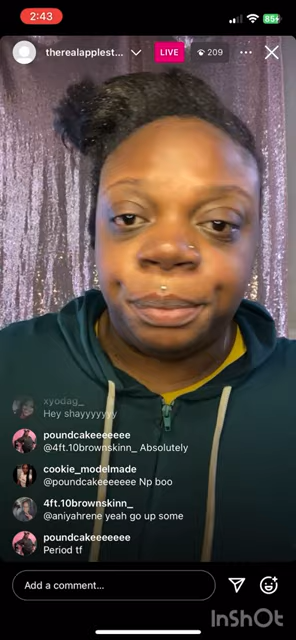 2:43
85+
therealapplest...
LIVE
209
xyodag_
Hey shayyyyyyy
poundcakeeeeeee
@4ft.10brownskinn_ Absolutely
cookie_modelmade
@poundcakeeeeeee Np boo
4ft.10brownskinn_
@aniyahrene yeah go up some
poundcakeeeeeee
Period tf
Add a comment...
InShOt